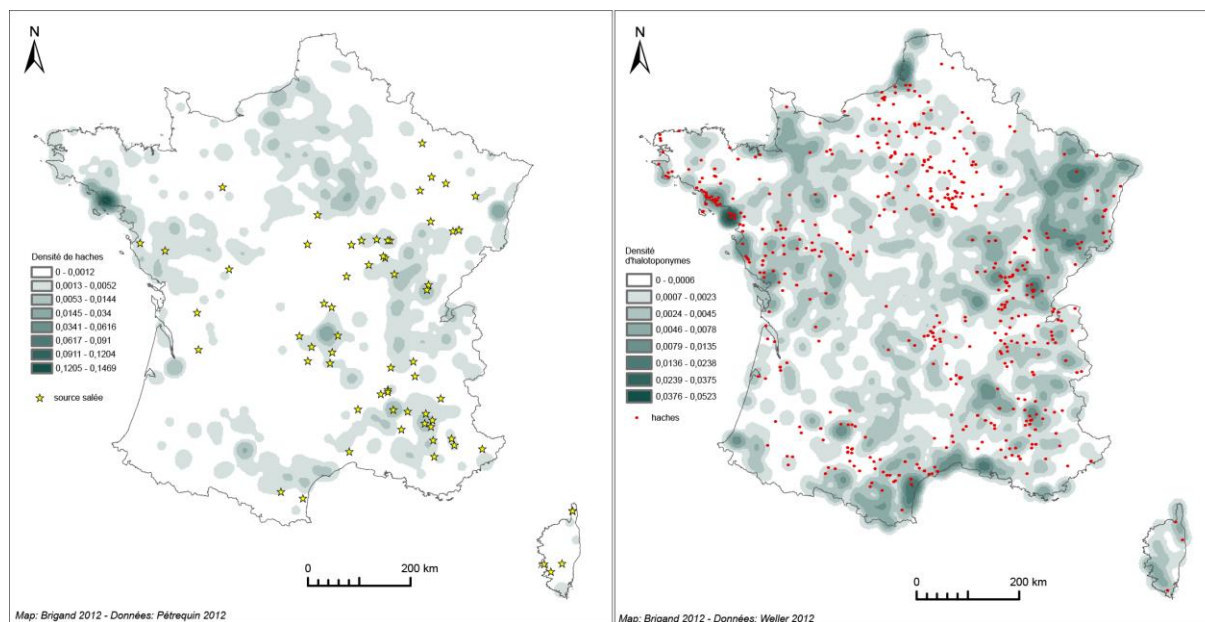 N
Densité de haches
0 - 0,0012
0,0013 - 0,0052
0,0053 - 0,0144
0,0145 - 0,034
0,0341 - 0,0616
0,0617 - 0,091
0,0911 - 0,1204
0,1205 - 0,1469
source salée
0 200 km
Map: Brigand 2012 - Données: Pétrequin 2012
N
Densité
d'halotoponymes
0 - 0,0006
0,0007 - 0,0023
0,0024 - 0,0045
0,0046 - 0,0078
0,0079 - 0,0135
0,0136 - 0,0238
0,0239 - 0,0375
0,0376 - 0,0523
haches
0 200 km
Map: Brigand 2012 - Données: Weller 2012